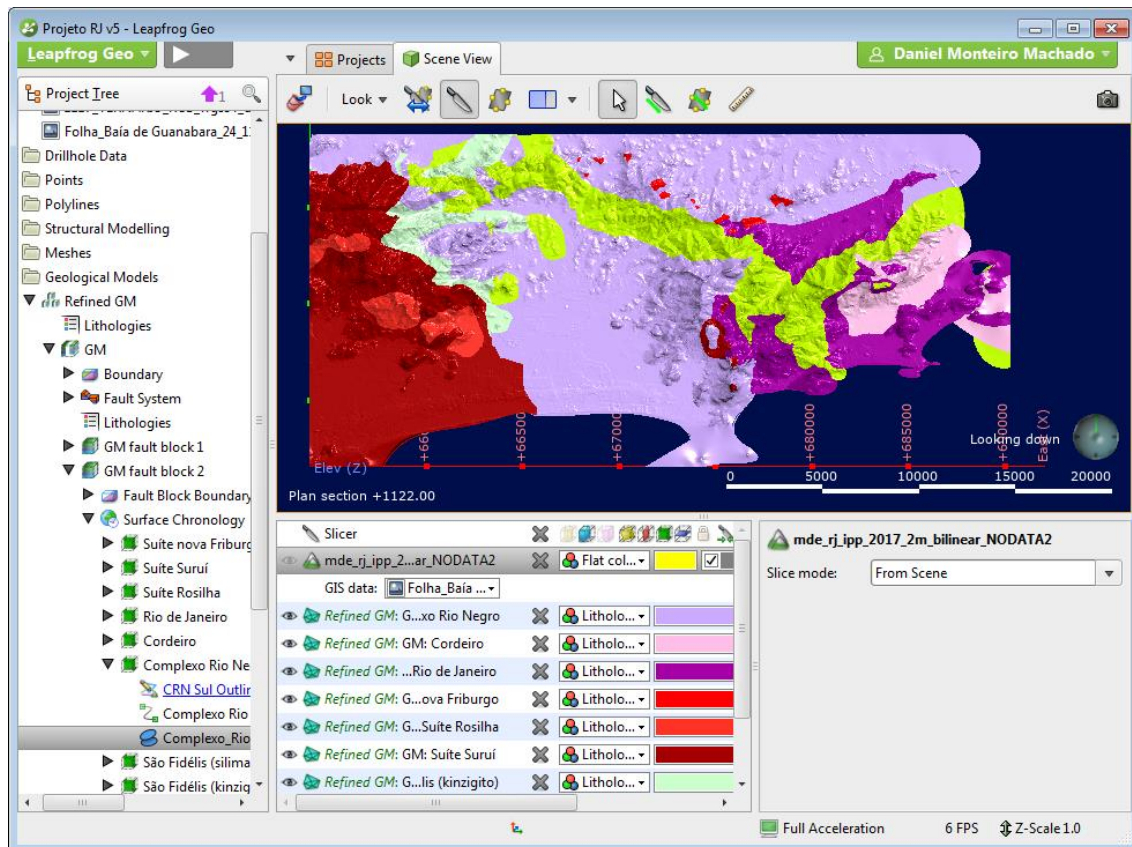 Projeto RJ v5 - Leapfrog Geo
Leapfrog Geo
Projects
Scene View
Daniel Monteiro Machado
Project Tree
1
Look
Folha_Baía de Guanabara_24_1
Drillhole Data
Points
Polylines
Structural Modelling
Meshes
Geological Models
Refined GM
Lithologies
GM
Boundary
Fault System
Lithologies
GM fault block 1
GM fault block 2
Fault Block Boundary
Surface Chronology
Suíte nova Friburg
Suíte Suruí
Suíte Rosilha
Rio de Janeiro
Cordeiro
Complexo Rio Ne
CRN Sul Outlin
Complexo Rio
Complexo_Rio
São Fidélis (silima
São Fidélis (kinzig
+665000
+680000
+685000
East (X)
Looking down
Elev (Z)
0 5000 10000 15000 20000
Plan section +1122.00
Slicer
mde_rj_ipp_2...ar_NODATA2
Flat col...
GIS data:
Folha_Baía ...
Refined GM: G...xo Rio Negro
Litholo...
Refined GM: GM: Cordeiro
Litholo...
Refined GM: ...Rio de Janeiro
Litholo...
Refined GM: G...ova Friburgo
Litholo...
Refined GM: G...Suíte Rosilha
Litholo...
Refined GM: GM: Suíte Suruí
Litholo...
Refined GM: G...lis (kinzigito)
Litholo...
mde_rj_ipp_2017_2m_bilinear_NODATA2
Slice mode:
From Scene
Full Acceleration
6 FPS
Z-Scale 1.0